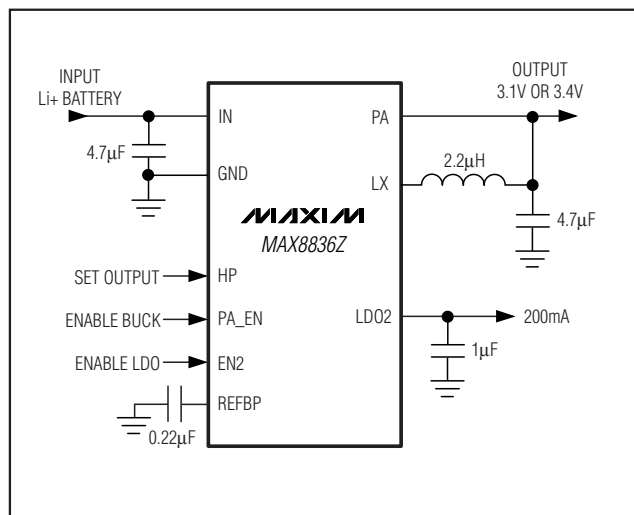 INPUT
Li+ BATTERY
OUTPUT
3.1V OR 3.4V
IN
PA
4.7µF
2.2µH
GND
LX
MAXIM
MAX8836Z
4.7µF
SET OUTPUT
HP
ENABLE BUCK
PA_EN
LDO2
200mA
ENABLE LDO
EN2
1µF
REFBP
0.22µF